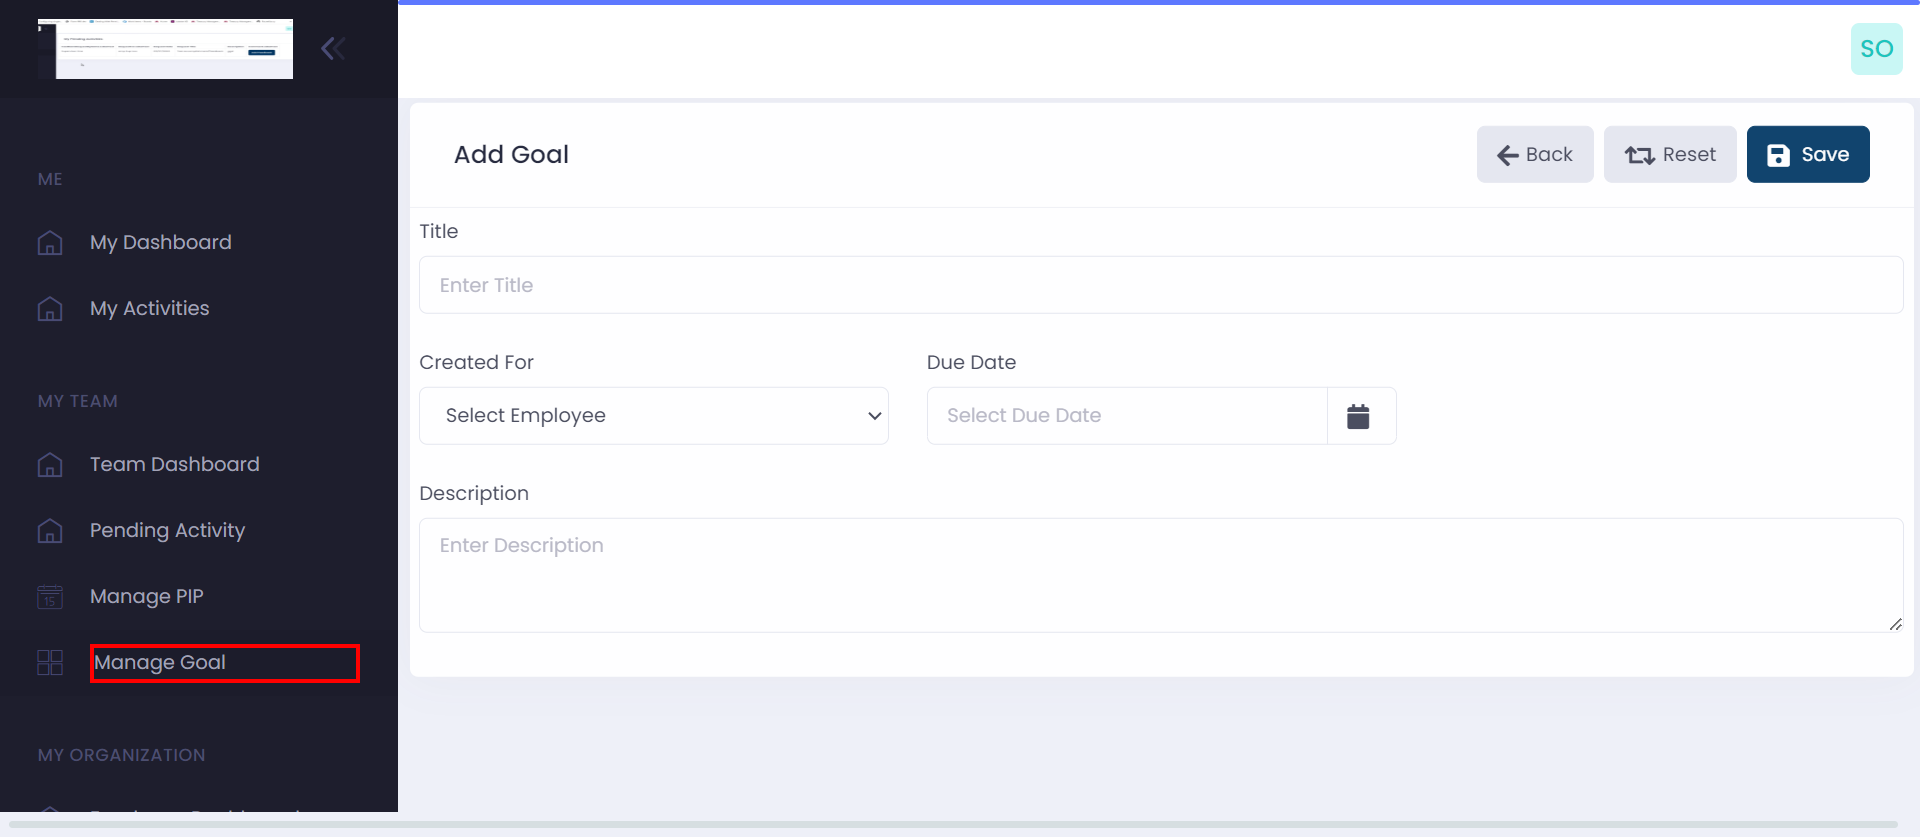 SO
ME
My Dashboard
My Activities
MY TEAM
Team Dashboard
Pending Activity
15
Manage PIP
Manage Goal
MY ORGANIZATION
Add Goal
Back
Reset
Save
Title
Enter Title
Created For
Due Date
Select Employee
Select Due Date
Description
Enter Description